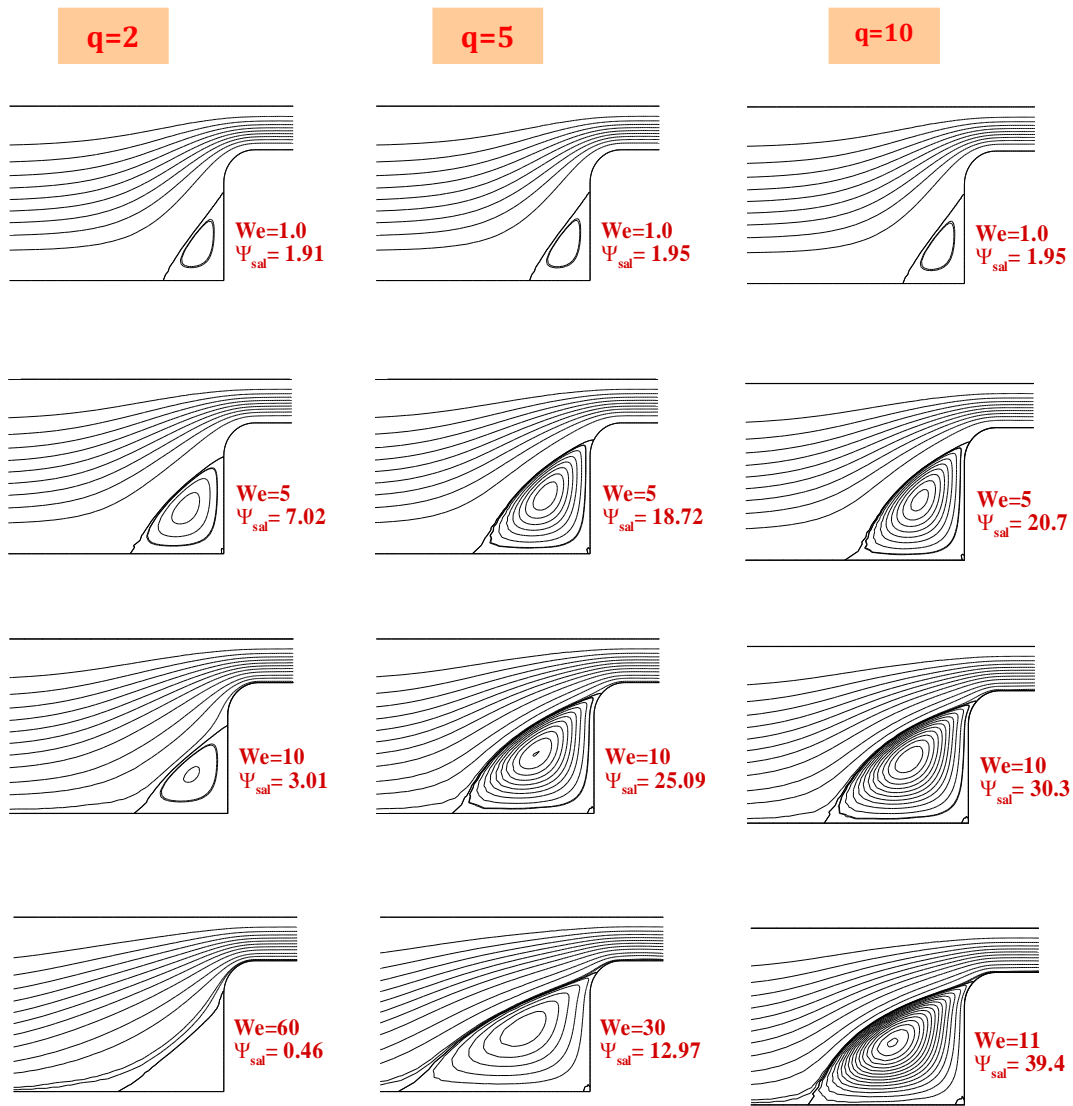 q=2
q=5
q=10
We=1.0
Ψsal= 1.91
We=1.0
Ψsal= 1.95
We=1.0
Ψsal= 1.95
We=5
Ψsal= 7.02
We=5
Ψsal= 18.72
We=5
Ψsal= 20.7
We=10
Ψsal= 3.01
We=10
Ψsal= 25.09
We=10
Ψsal= 30.3
We=60
Ψsal= 0.46
We=30
Ψsal= 12.97
We=11
Ψsal= 39.4